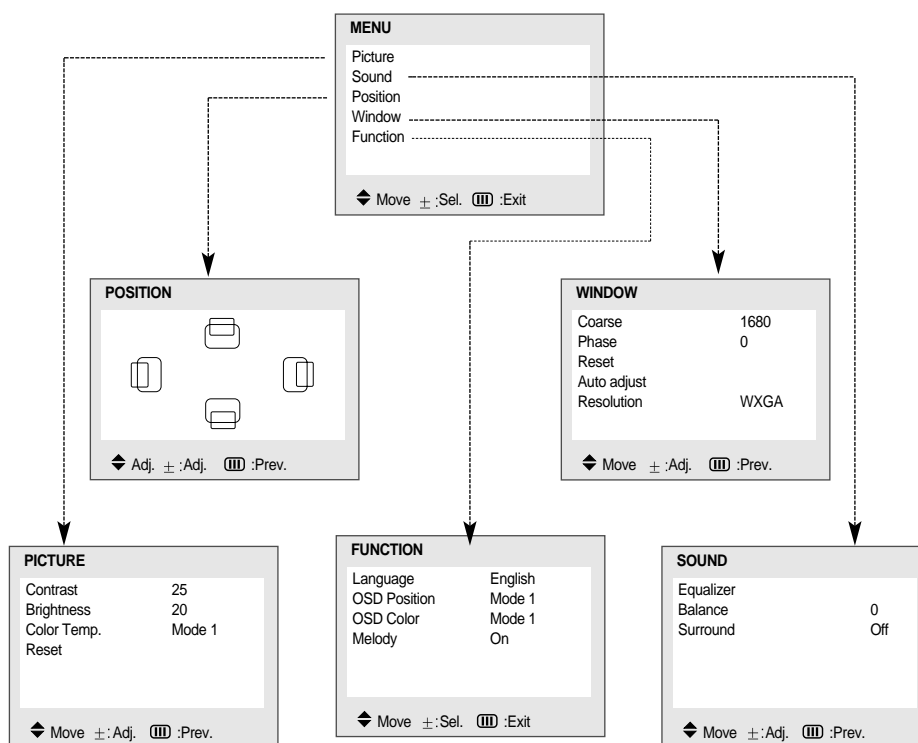 MENU
Picture
Sound
Position
Window
Function
Move ± :Sel. :Exit
POSITION
Adj. ± :Adj. :Prev.
WINDOW
Coarse 1680
Phase 0
Reset
Auto adjust
Resolution WXGA
Move ± :Adj. :Prev.
PICTURE
Contrast 25
Brightness 20
Color Temp. Mode 1
Reset
Move ±: Adj. :Prev.
FUNCTION
Language English
OSD Position Mode 1
OSD Color Mode 1
Melody On
Move ±:Sel. :Exit
SOUND
Equalizer
Balance 0
Surround Off
Move ±:Adj. :Prev.